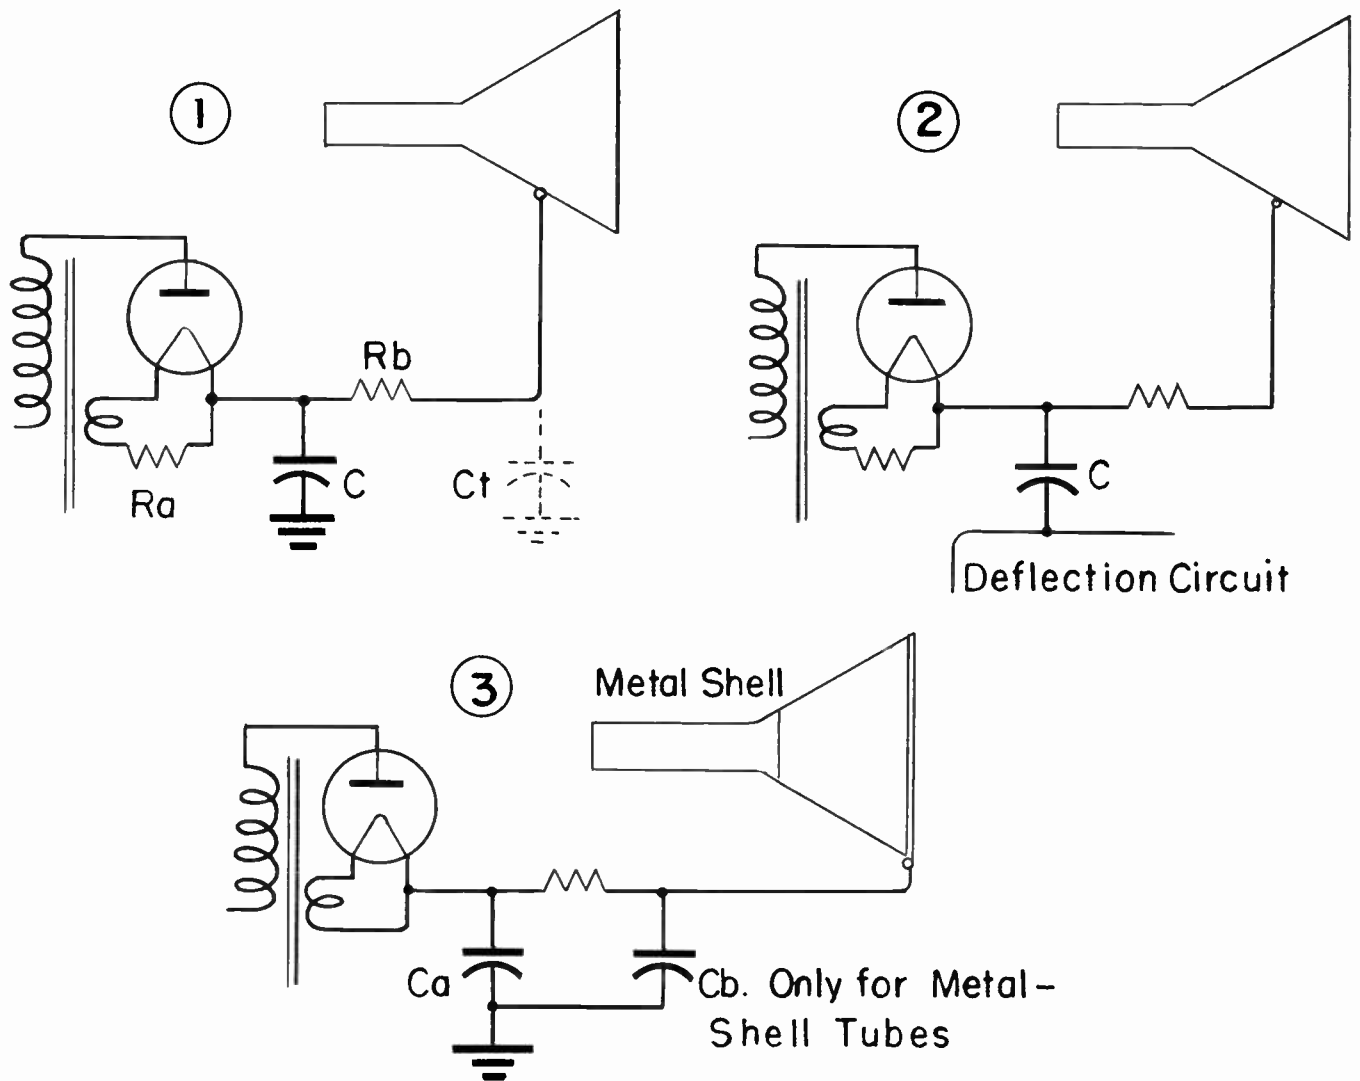 1
2
Rb
Ra
C
Ct
C
Deflection Circuit
3
Metal Shell
Ca
Cb. Only for Metal-
Shell Tubes